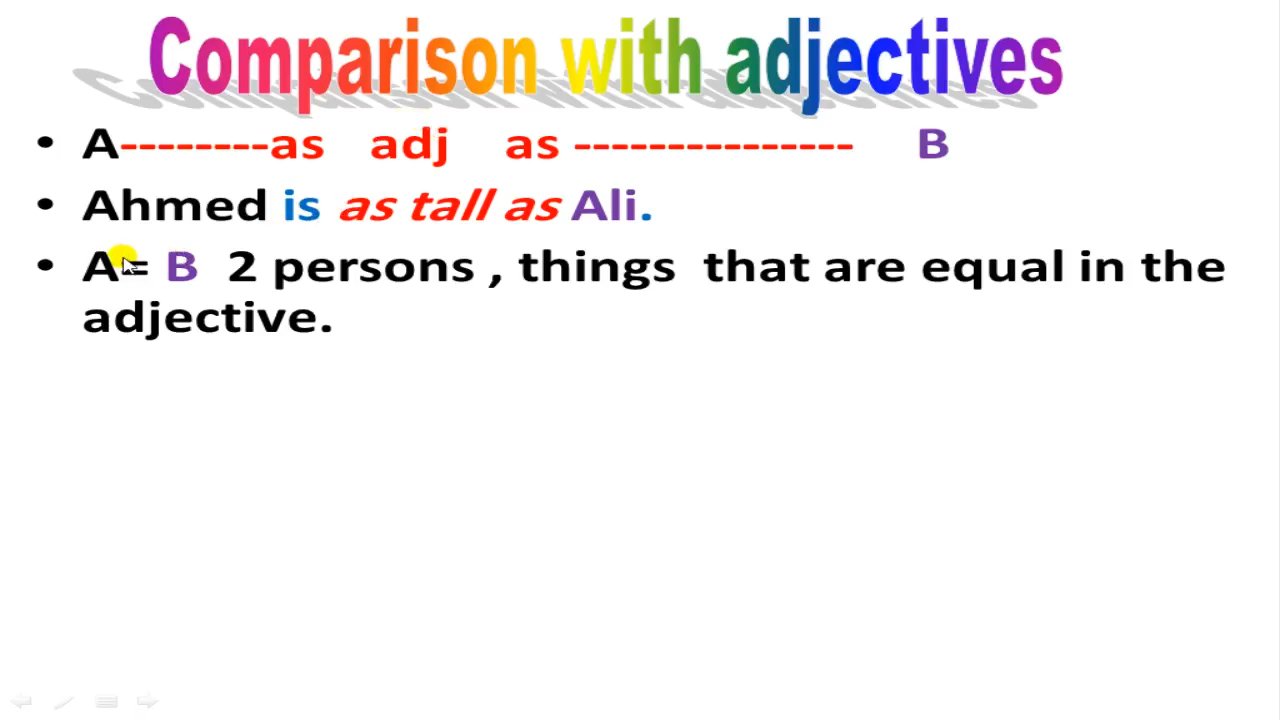 Comparison with adjectives
• A--------as adj as --------------- B
• Ahmed is as tall as Ali.
• A= B 2 persons , things that are equal in the
adjective.